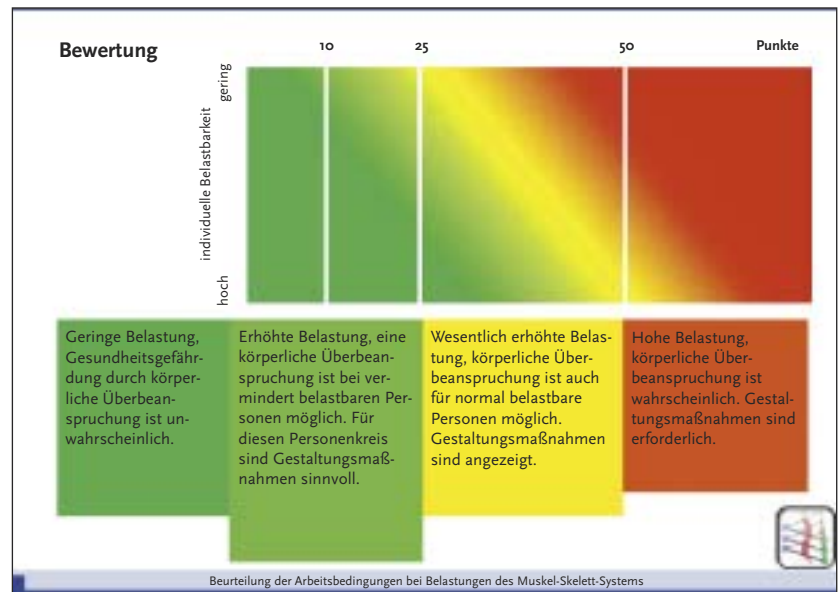 Bewertung
10 25 50 Punkte
gering
individuelle Belastbarkeit
hoch
Geringe Belastung,
Gesundheitsgefähr-
dung durch körper-
liche Überbean-
spruchung ist un-
wahrscheinlich.
Erhöhte Belastung, eine
körperliche Überbean-
spruchung ist bei ver-
mindert belastbaren Per-
sonen möglich. Für
diesen Personenkreis
sind Gestaltungsmaß-
nahmen sinnvoll.
Wesentlich erhöhte Belas-
tung, körperliche Über-
beanspruchung ist auch
für normal belastbare
Personen möglich.
Gestaltungsmaßnahmen
sind angezeigt.
Hohe Belastung,
körperliche Über-
beanspruchung ist
wahrscheinlich. Gestal-
tungsmaßnahmen sind
erforderlich.
Beurteilung der Arbeitsbedingungen bei Belastungen des Muskel-Skelett-Systems